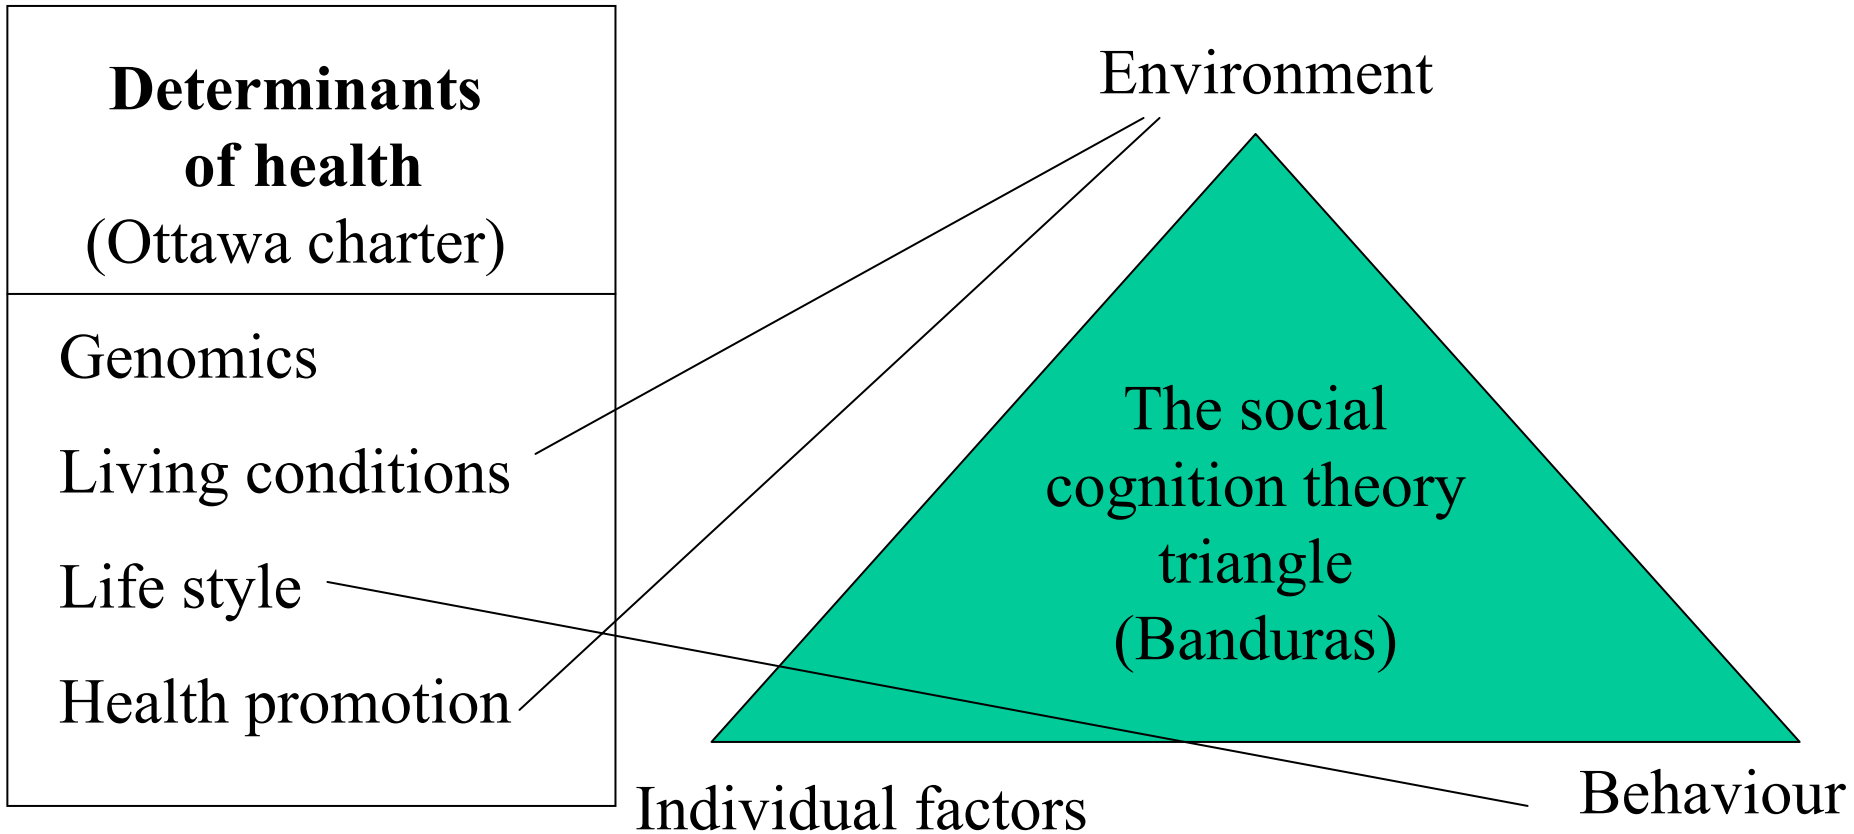 Determinants
of health
(Ottawa charter)
Genomics
Living conditions
Life style
Health promotion
Environment
The social
cognition theory
triangle
(Banduras)
Individual factors
Behaviour